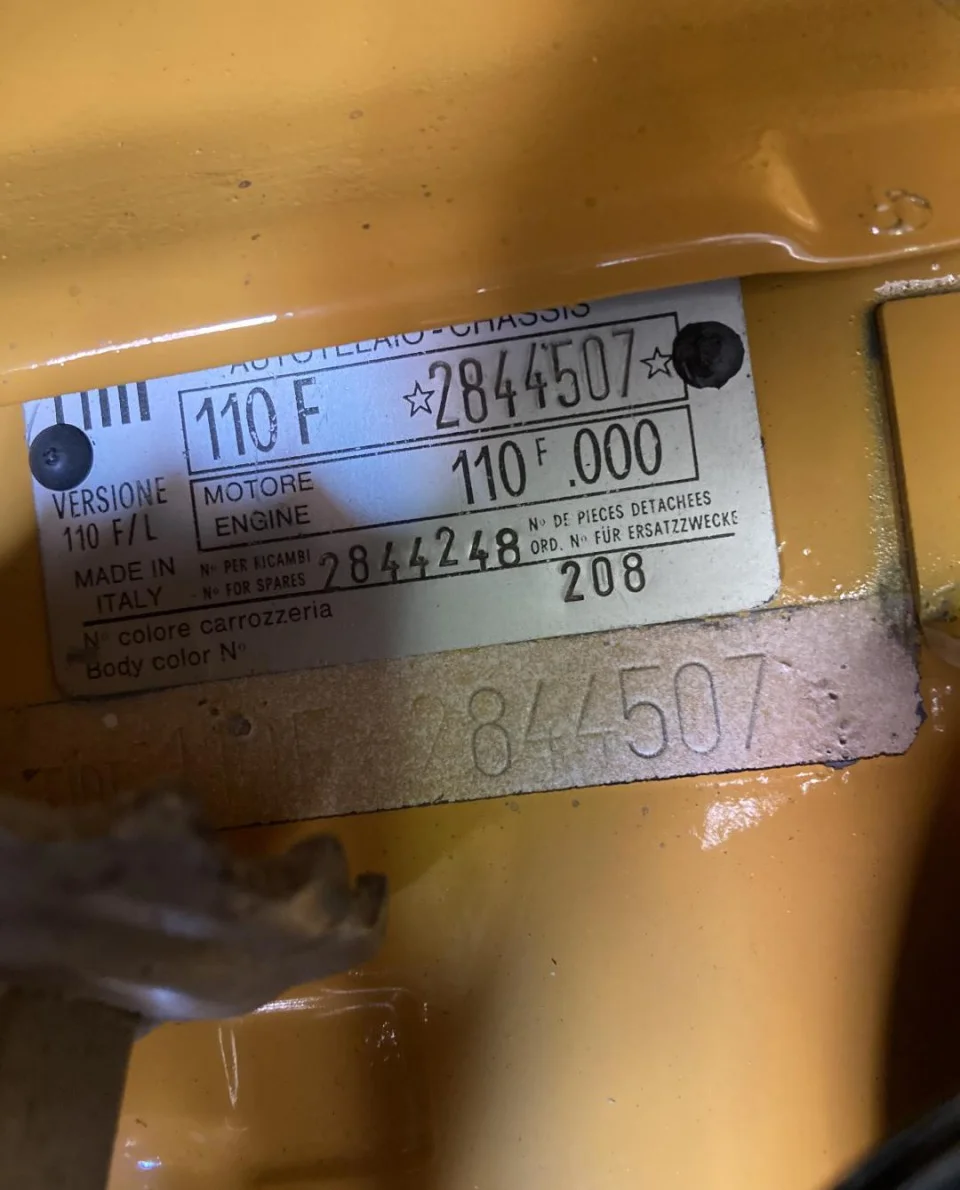 AUTOTELAIO - CHASSIS
110 F ☆2844507☆
MOTORE
ENGINE
110 F .000
VERSIONE
110 F/L
MADE IN
ITALY
Nº PER RICAMBI
Nº FOR SPARES
2844248
Nº DE PIECES DETACHEES
ORD. Nº FÜR ERSATZZWECKE
Nº colore carrozzeria
Body color Nº
208
110F 2844507